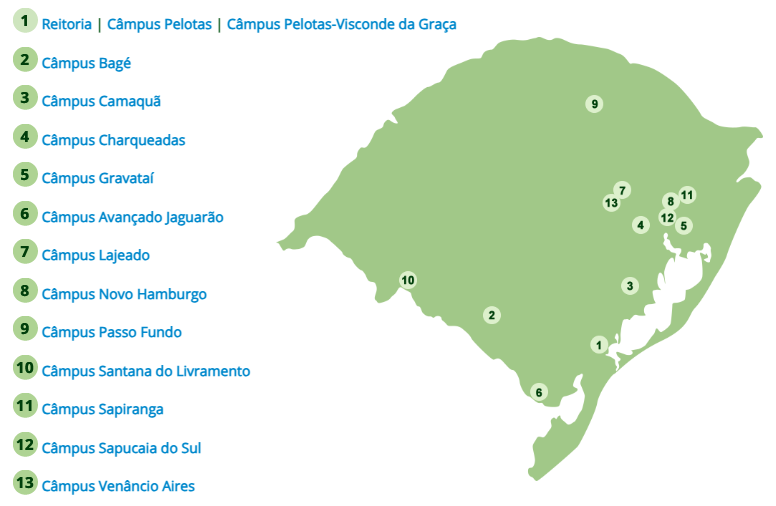 1 Reitoria | Câmpus Pelotas | Câmpus Pelotas-Visconde da Graça
2 Câmpus Bagé
3 Câmpus Camaquã
4 Câmpus Charqueadas
5 Câmpus Gravataí
6 Câmpus Avançado Jaguarão
7 Câmpus Lajeado
8 Câmpus Novo Hamburgo
9 Câmpus Passo Fundo
10 Câmpus Santana do Livramento
11 Câmpus Sapiranga
12 Câmpus Sapucaia do Sul
13 Câmpus Venâncio Aires
9
7
11
8
13
12
4
5
10
3
2
1
6